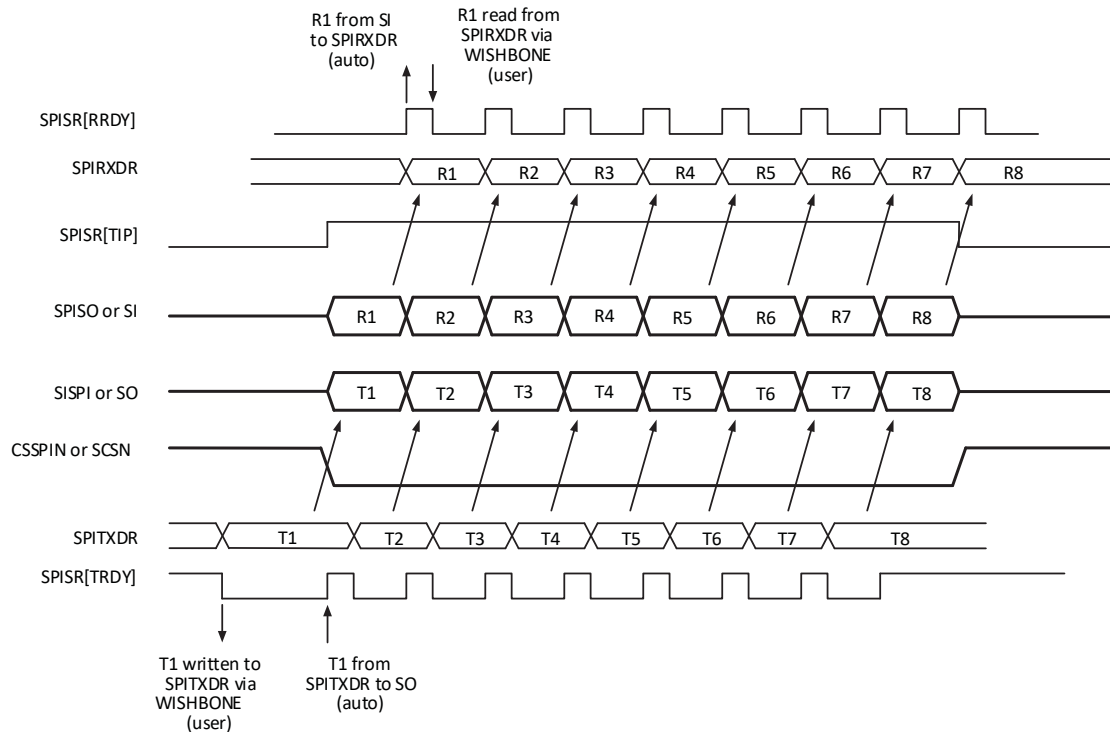 R1 from SI
to SPIRXDR
(auto)
R1 read from
SPIRXDR via
WISHBONE
(user)
SPISR[RRDY]
SPIRXDR
R1 R2 R3 R4 R5 R6 R7 R8
SPISR[TIP]
SPISO or SI
R1 R2 R3 R4 R5 R6 R7 R8
SISPI or SO
T1 T2 T3 T4 T5 T6 T7 T8
CSSPIN or SCSN
SPITXDR
T1 T2 T3 T4 T5 T6 T7 T8
SPISR[TRDY]
T1 written to
SPITXDR via
WISHBONE
(user)
T1 from
SPITXDR to SO
(auto)